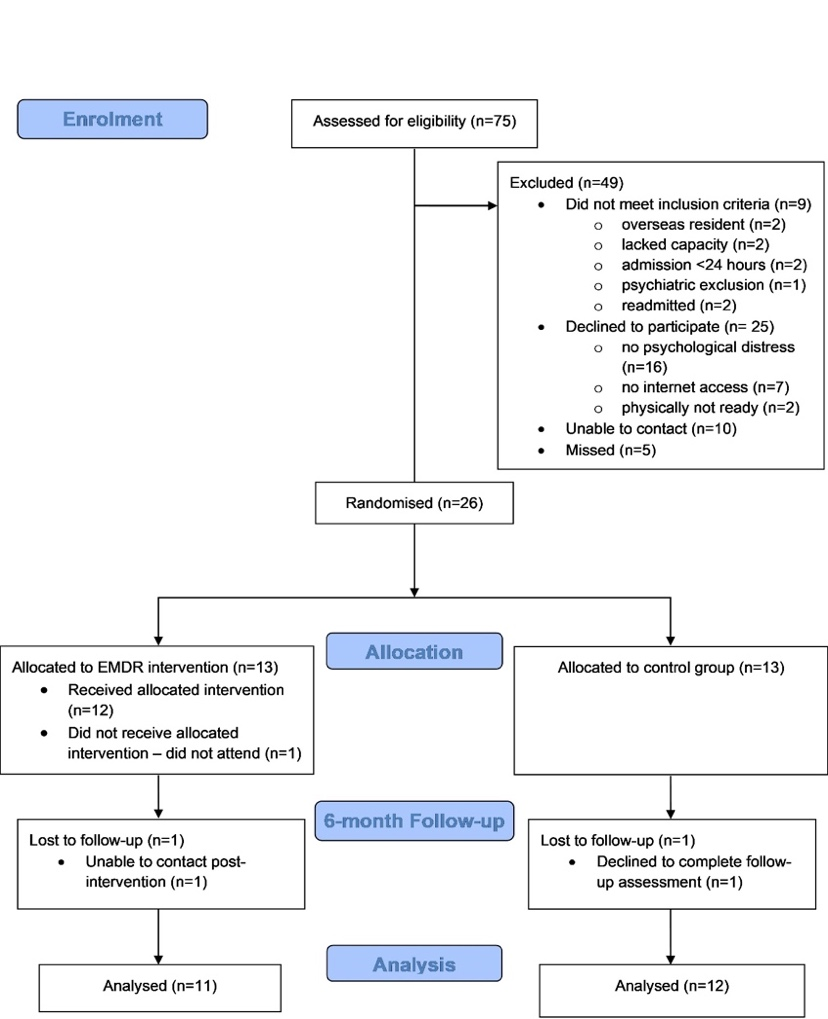 Enrolment
Assessed for eligibility (n=75)
Excluded (n=49)
• Did not meet inclusion criteria (n=9)
o overseas resident (n=2)
o lacked capacity (n=2)
o admission <24 hours (n=2)
o psychiatric exclusion (n=1)
o readmitted (n=2)
• Declined to participate (n= 25)
o no psychological distress
(n=16)
o no internet access (n=7)
o physically not ready (n=2)
• Unable to contact (n=10)
• Missed (n=5)
Randomised (n=26)
Allocation
Allocated to EMDR intervention (n=13)
• Received allocated intervention
(n=12)
• Did not receive allocated
intervention – did not attend (n=1)
Allocated to control group (n=13)
6-month Follow-up
Lost to follow-up (n=1)
• Unable to contact post-
intervention (n=1)
Lost to follow-up (n=1)
• Declined to complete follow-
up assessment (n=1)
Analysis
Analysed (n=11)
Analysed (n=12)